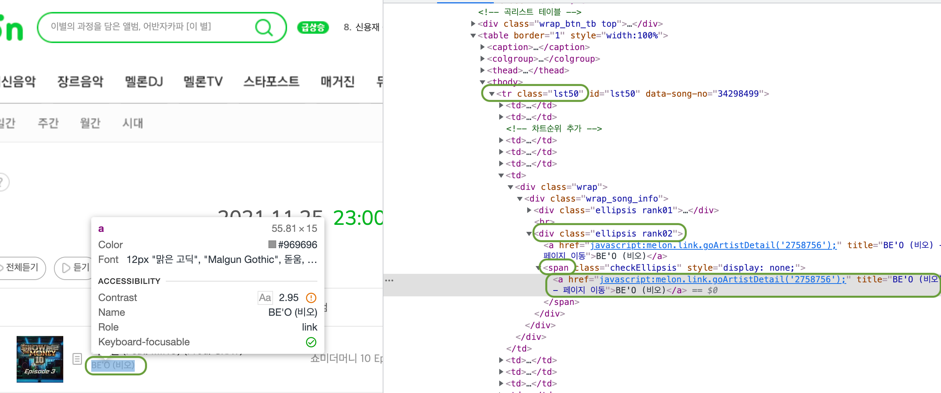 이별의 과정을 담은 앨범, 어반자카파 [이 별]
급상승
8. 신용재
신음악 장르음악 멜론DJ 멜론TV 스타포스트 매거진
일간 주간 월간 시대
2021.11.25 23:00
전체듣기
듣기
a 55.81 × 15
Color #969696
Font 12px "맑은 고딕", "Malgun Gothic", 돋움, ...
ACCESSIBILITY
Contrast Aa 2.95
Name BE'O (비오)
Role link
Keyboard-focusable
SHOW ME THE MONEY 10
Episode 3
BE'O (비오)
쇼미더머니 10 Ep
<!-- 곡리스트 테이블 -->
▶<div class="wrap_btn_tb top">…</div>
▼<table border="1" style="width:100%">
▶<caption>…</caption>
▶<colgroup>…</colgroup>
▶<thead>…</thead>
▼<tbody>
▼<tr class="lst50" id="lst50" data-song-no="34298499">
▶<td>…</td>
▶<td>…</td>
<!-- 차트순위 추가 -->
▶<td>…</td>
▶<td>…</td>
▶<td>…</td>
▼<td>
▼<div class="wrap">
▼<div class="wrap_song_info">
▶<div class="ellipsis rank01">…</div>
<br>
▼<div class="ellipsis rank02">
<a href="javascript:melon.link.goArtistDetail('2758756');" title="BE'O (비오) -
페이지 이동">BE'O (비오)</a>
▼<span class="checkEllipsis" style="display: none;">
<a href="javascript:melon.link.goArtistDetail('2758756');" title="BE'O (비오
- 페이지 이동">BE'O (비오)</a> == $0
</span>
</div>
</div>
</div>
</td>
▶<td>…</td>
▶<td>…</td>
▶<td>…</td>